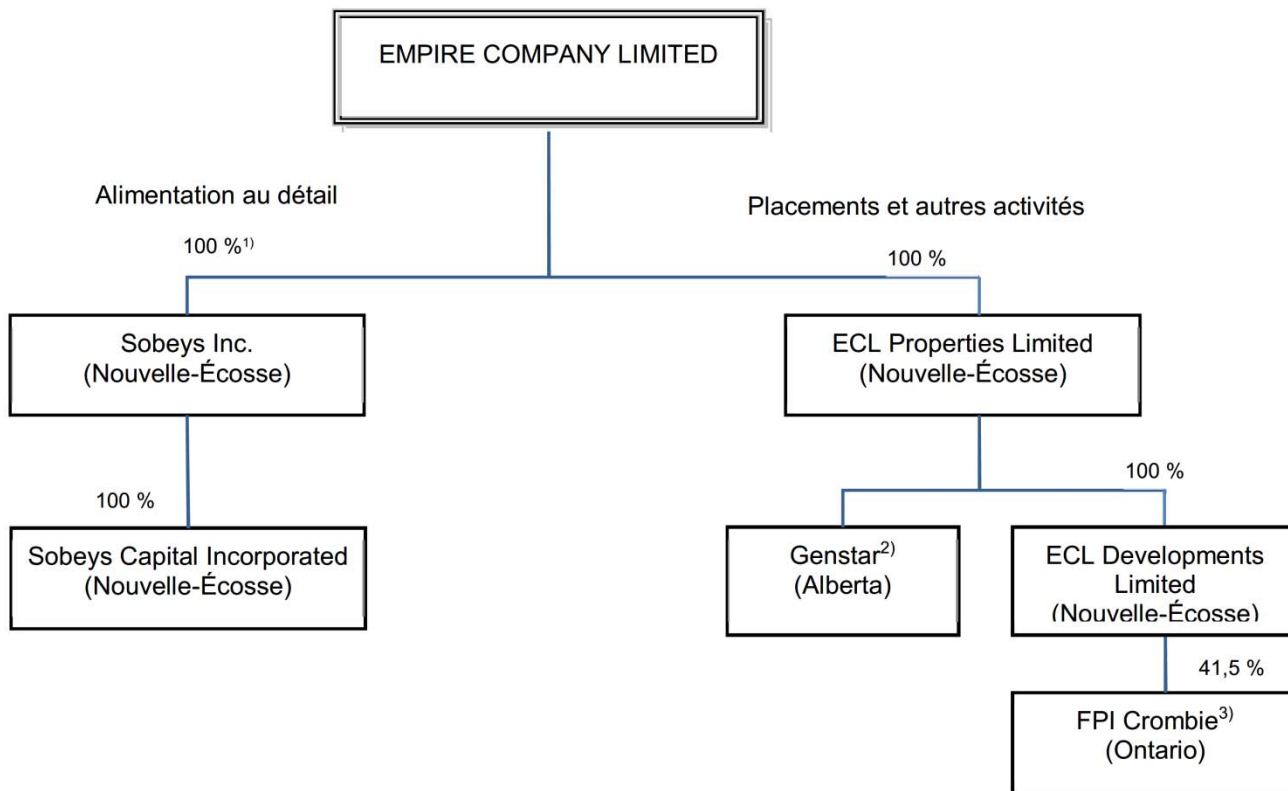 EMPIRE COMPANY LIMITED
Alimentation au détail
Placements et autres activités
100 %1)
100 %
Sobeys Inc.
(Nouvelle-Écosse)
ECL Properties Limited
(Nouvelle-Écosse)
100 %
100 %
Sobeys Capital Incorporated
(Nouvelle-Écosse)
Genstar2)
(Alberta)
ECL Developments
Limited
(Nouvelle-Écosse)
41,5 %
FPI Crombie3)
(Ontario)